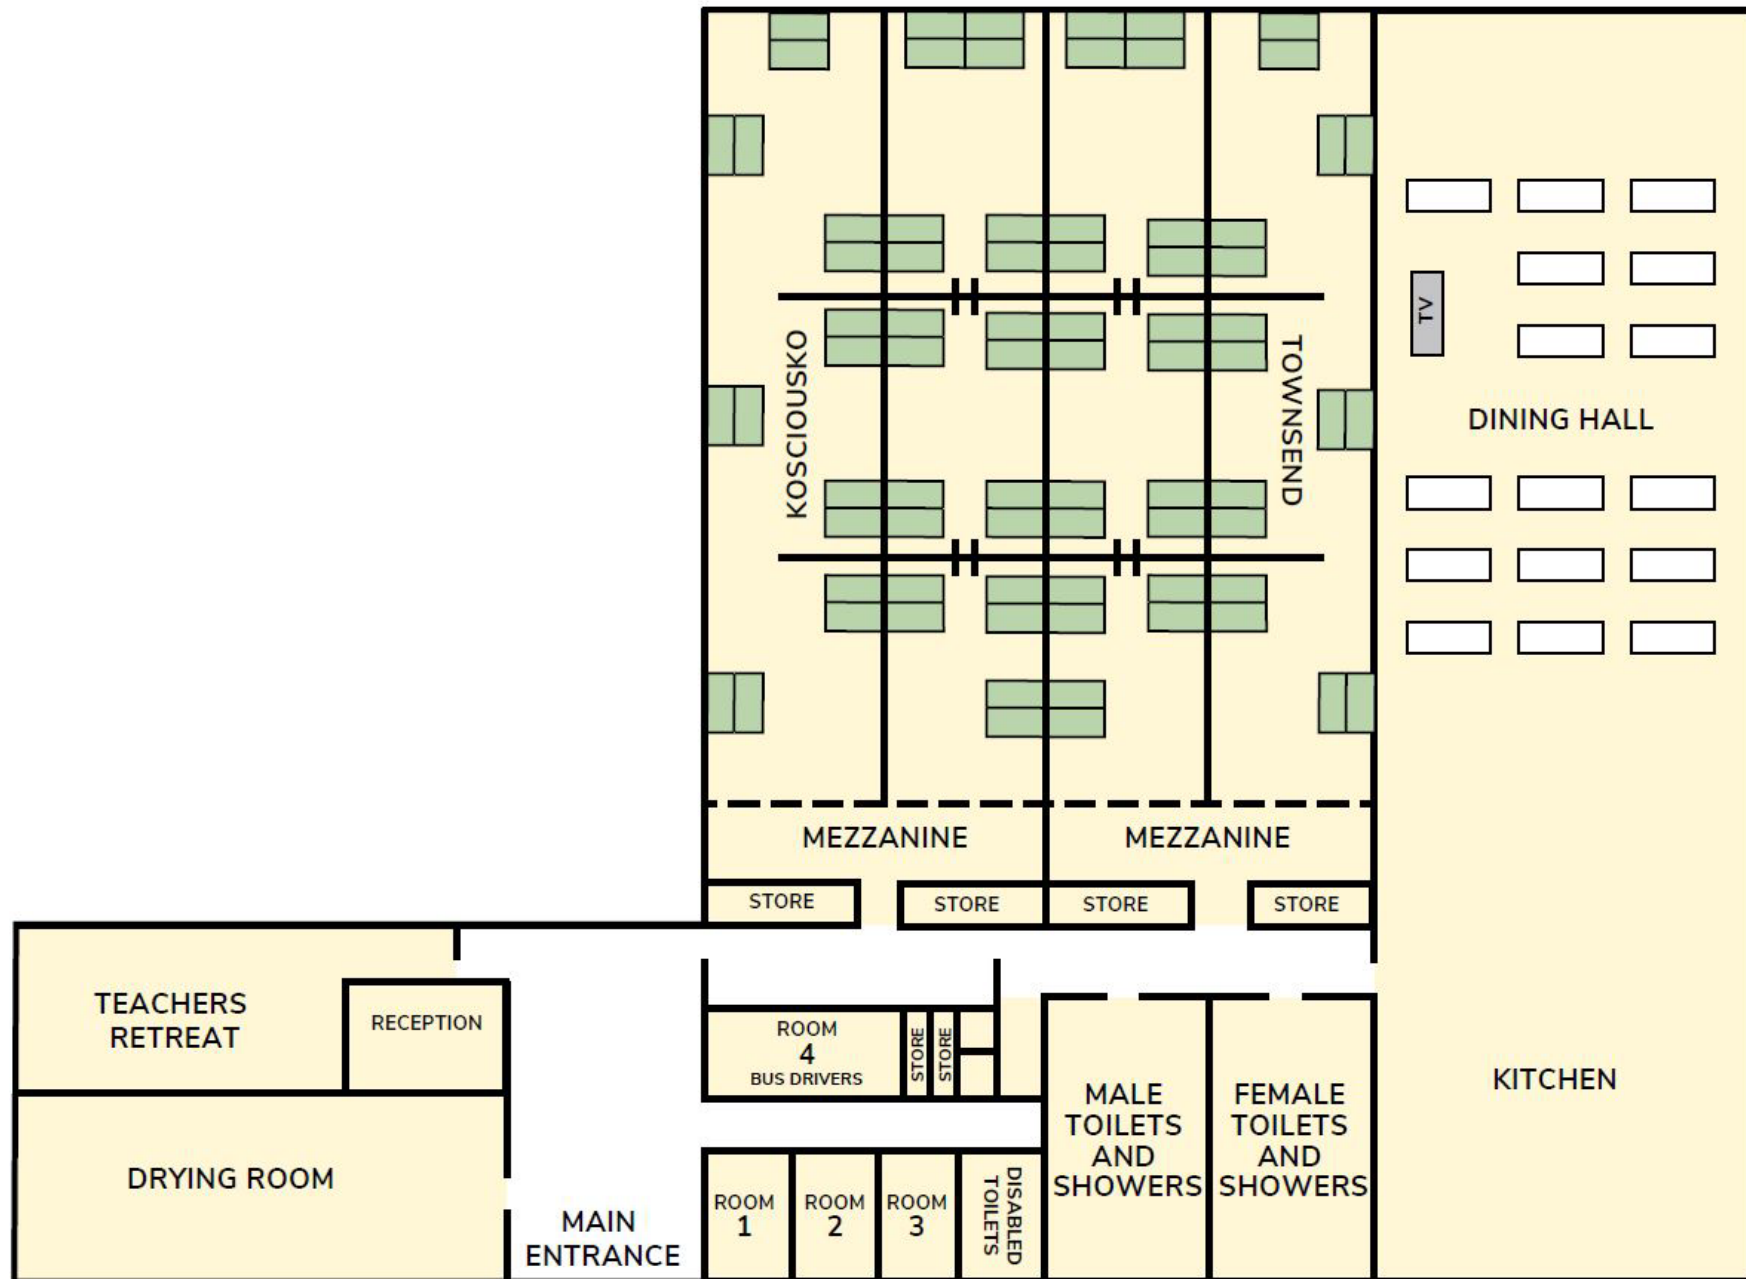 KOSCIOUSKO
TOWNSEND
TV
DINING HALL
MEZZANINE
MEZZANINE
STORE
STORE
STORE
STORE
TEACHERS
RETREAT
RECEPTION
ROOM
4
BUS DRIVERS
STORE
STORE
MALE
TOILETS
AND
SHOWERS
FEMALE
TOILETS
AND
SHOWERS
KITCHEN
DRYING ROOM
MAIN
ENTRANCE
ROOM
1
ROOM
2
ROOM
3
DISABLED
TOILETS